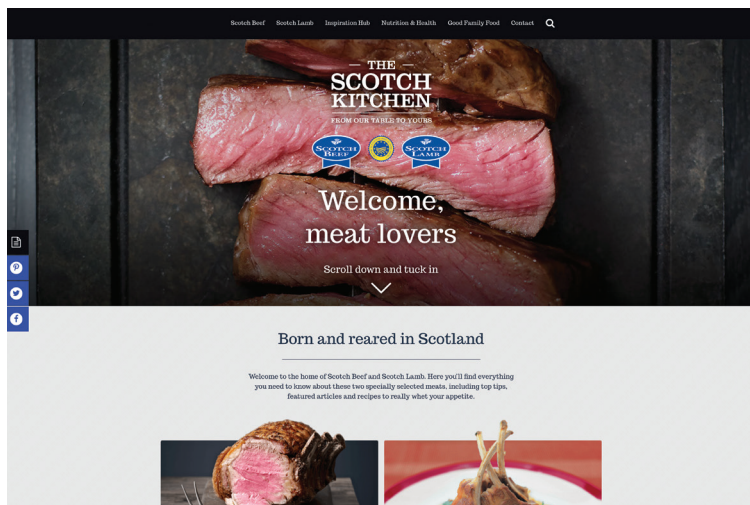 Scotch Beef Scotch Lamb Inspiration Hub Nutrition & Health Good Family Food Contact
THE
SCOTCH
KITCHEN
FROM OUR TABLE TO YOURS
SCOTCH BEEF SCOTCH LAMB
Welcome,
meat lovers
Scroll down and tuck in
Born and reared in Scotland
Welcome to the home of Scotch Beef and Scotch Lamb. Here you'll find everything
you need to know about these two specially selected meats, including top tips,
featured articles and recipes to really whet your appetite.